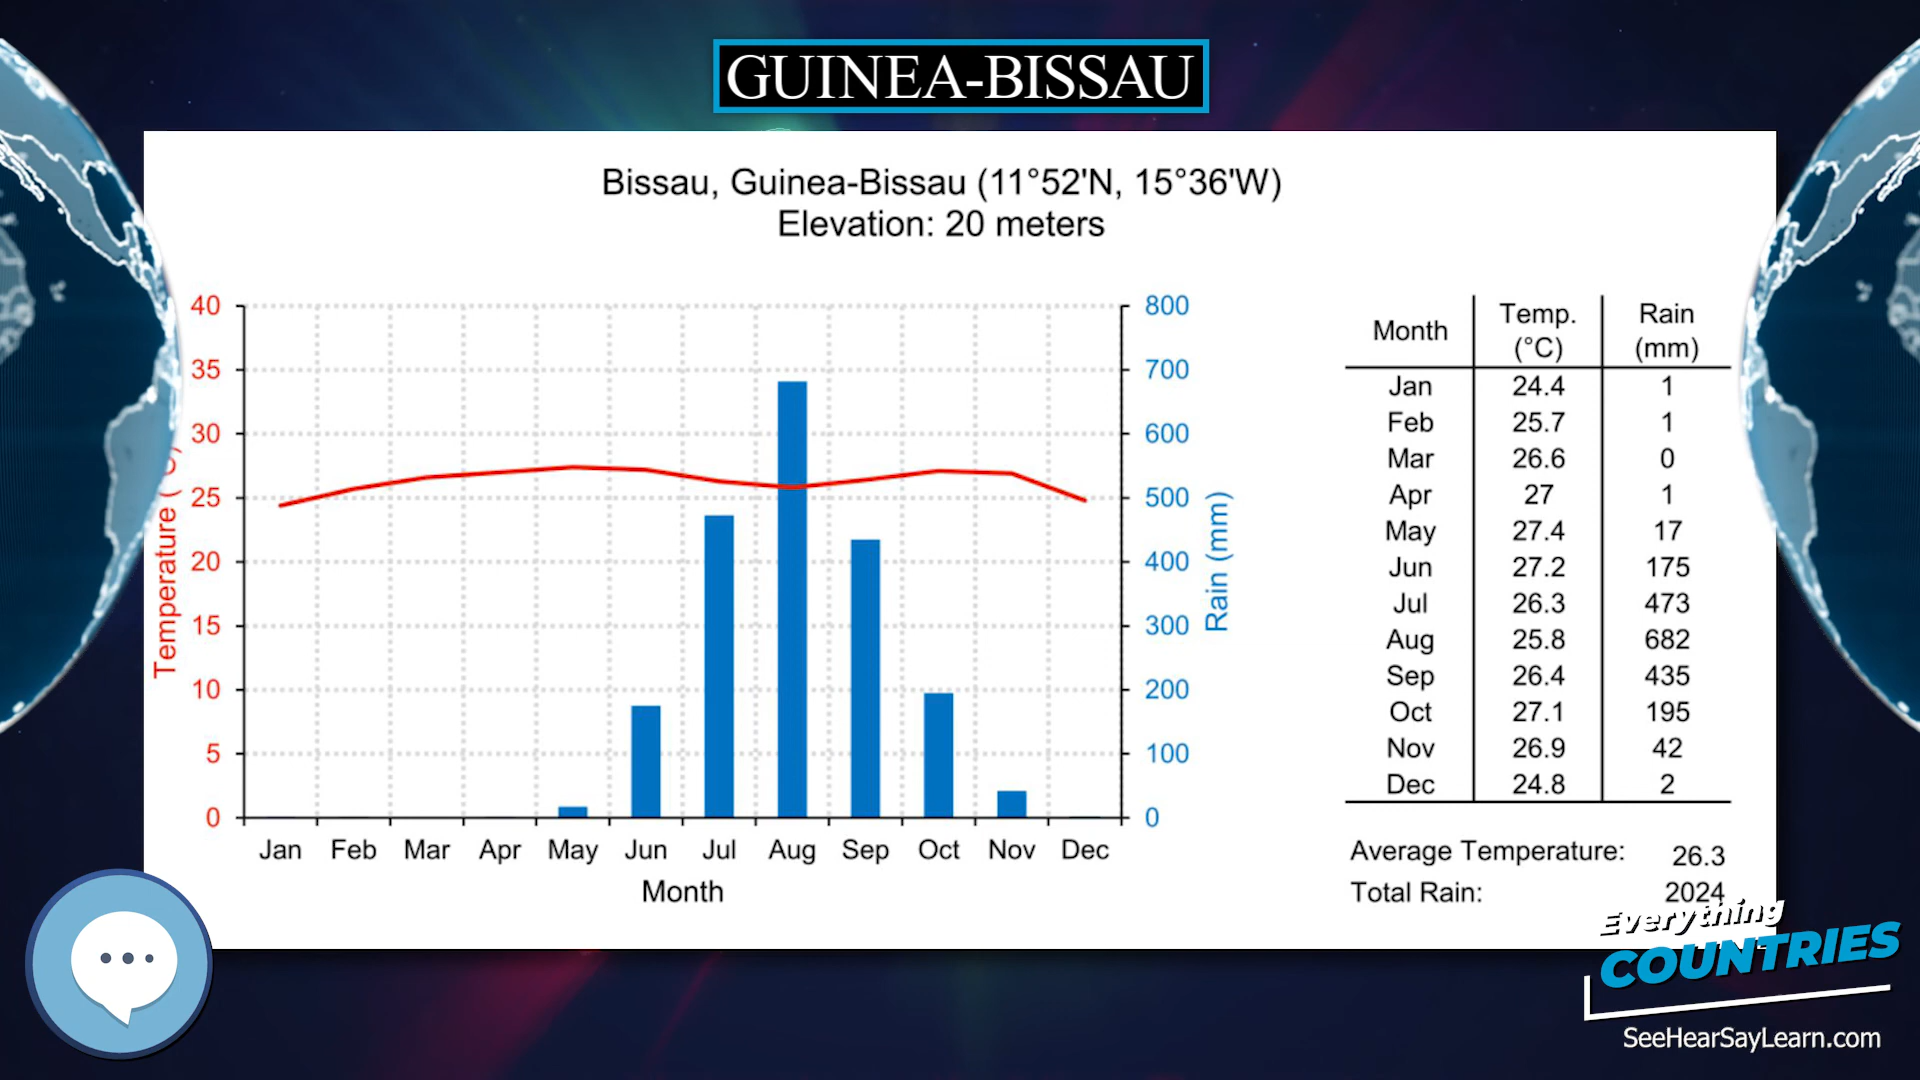 GUINEA-BISSAU
Bissau, Guinea-Bissau (11°52'N, 15°36'W)
Elevation: 20 meters
40
35
30
25
20
15
10
5
0
Temperature (°C)
800
700
600
500
400
300
200
100
0
Rain (mm)
Jan Feb Mar Apr May Jun Jul Aug Sep Oct Nov Dec
Month
Month Temp. (°C) Rain (mm)
Jan 24.4 1
Feb 25.7 1
Mar 26.6 0
Apr 27 1
May 27.4 17
Jun 27.2 175
Jul 26.3 473
Aug 25.8 682
Sep 26.4 435
Oct 27.1 195
Nov 26.9 42
Dec 24.8 2
Average Temperature: 26.3
Total Rain: 2024
Everything
COUNTRIES
SeeHearSayLearn.com